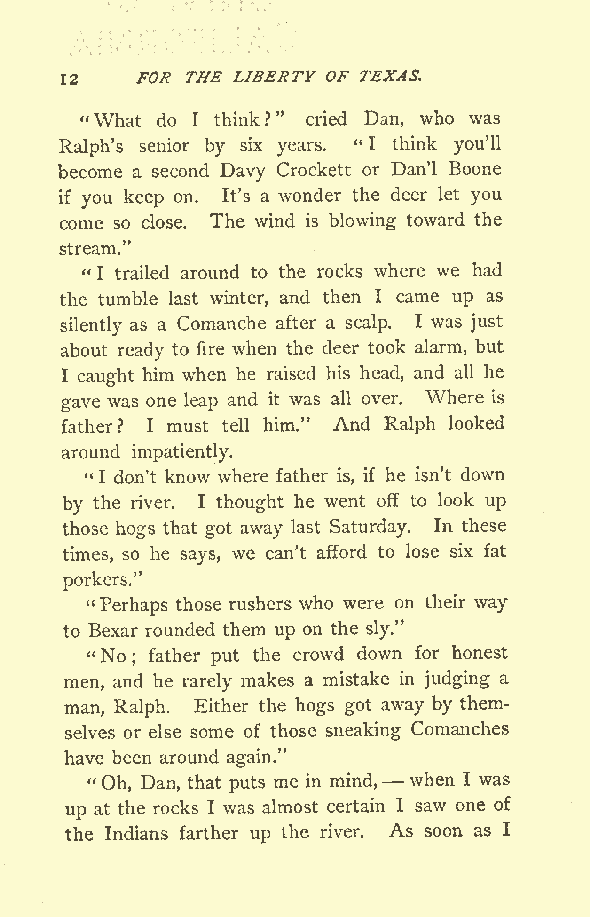 12 FOR THE LIBERTY OF TEXAS.
"What do I think?" cried Dan, who was
Ralph's senior by six years. "I think you'll
become a second Davy Crockett or Dan'l Boone
if you keep on. It's a wonder the deer let you
come so close. The wind is blowing toward the
stream."
"I trailed around to the rocks where we had
the tumble last winter, and then I came up as
silently as a Comanche after a scalp. I was just
about ready to fire when the deer took alarm, but
I caught him when he raised his head, and all he
gave was one leap and it was all over. Where is
father? I must tell him." And Ralph looked
around impatiently.
"I don't know where father is, if he isn't down
by the river. I thought he went off to look up
those hogs that got away last Saturday. In these
times, so he says, we can't afford to lose six fat
porkers."
"Perhaps those rushers who were on their way
to Bexar rounded them up on the sly."
"No; father put the crowd down for honest
men, and he rarely makes a mistake in judging a
man, Ralph. Either the hogs got away by them-
selves or else some of those sneaking Comanches
have been around again."
"Oh, Dan, that puts me in mind,— when I was
up at the rocks I was almost certain I saw one of
the Indians farther up the river. As soon as I